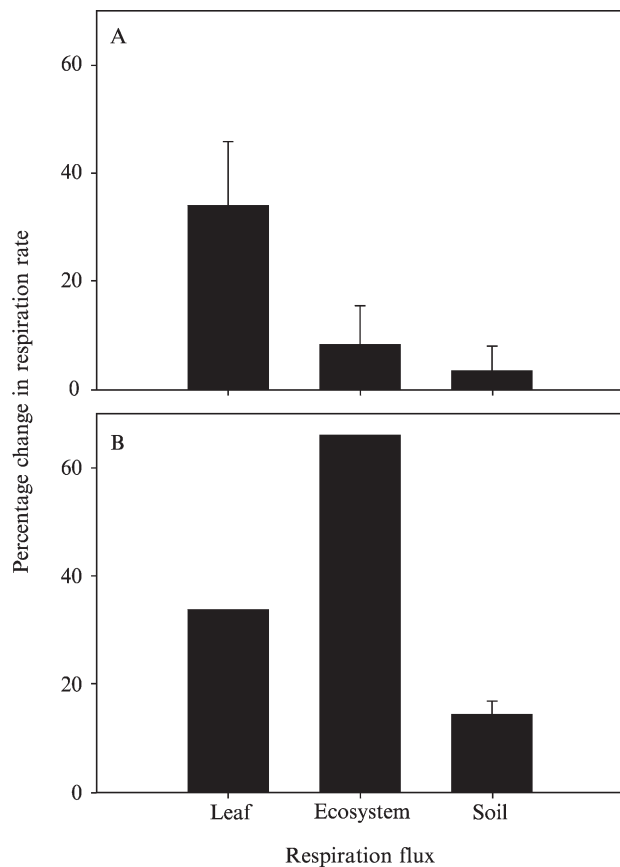 Percentage change in respiration rate
A
60
40
20
0
B
60
40
20
0
Leaf Ecosystem Soil
Respiration flux